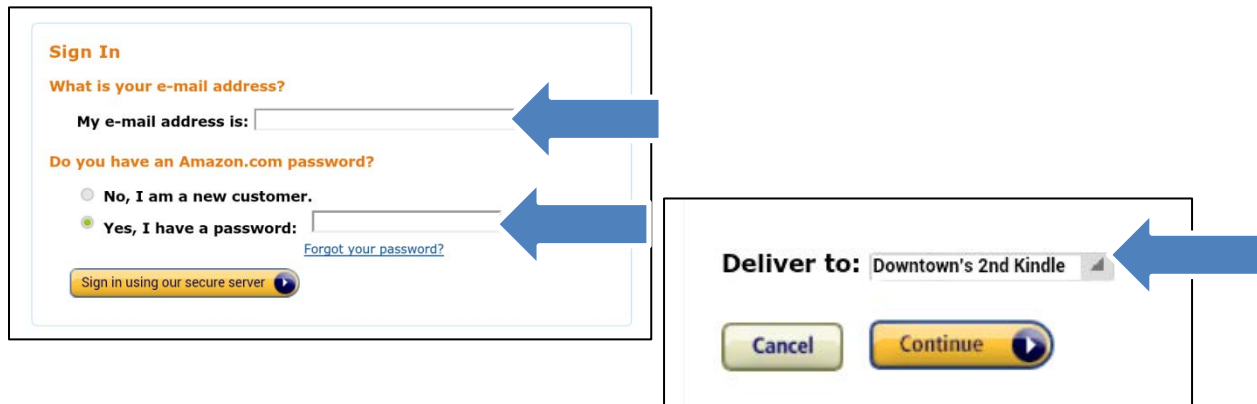 Sign In
What is your e-mail address?
My e-mail address is:
Do you have an Amazon.com password?
No, I am a new customer.
Yes, I have a password:
Forgot your password?
Sign in using our secure server
Deliver to: Downtown's 2nd Kindle
Cancel Continue